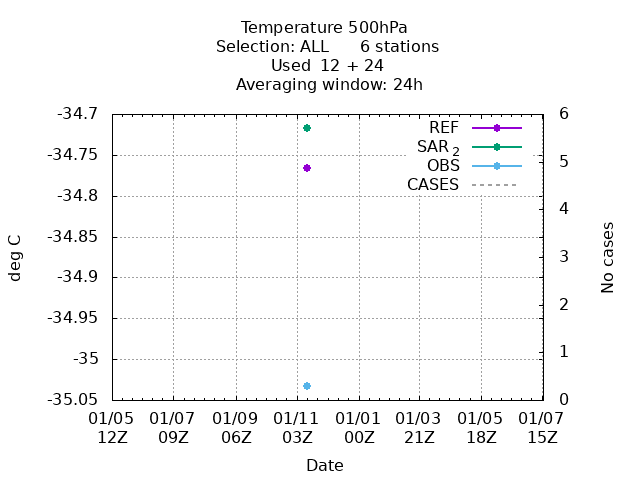 Temperature 500hPa
Selection: ALL      6 stations
Used  12 + 24
Averaging window: 24h
-34.7
-34.75
-34.8
-34.85
-34.9
-34.95
-35
-35.05
deg C
REF
SAR 2
OBS
CASES
6
5
4
3
2
1
0
No cases
01/05 01/07 01/09 01/11 01/01 01/03 01/05 01/07
12Z 09Z 06Z 03Z 00Z 21Z 18Z 15Z
Date